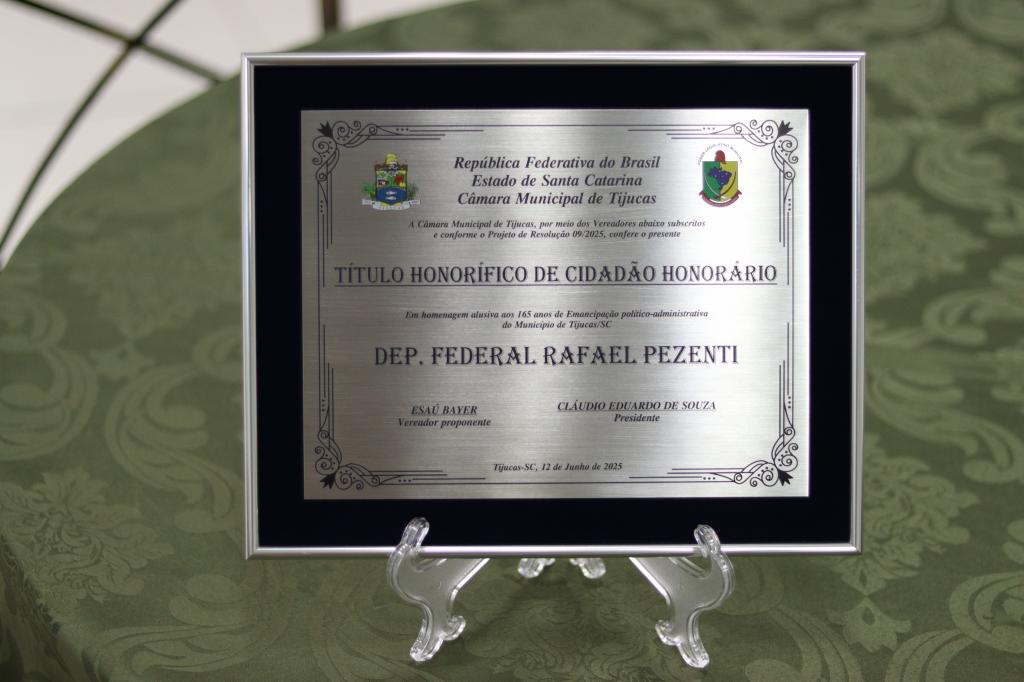 República Federativa do Brasil
Estado de Santa Catarina
Câmara Municipal de Tijucas
A Câmara Municipal de Tijucas, por meio dos Vereadores abaixo subscritos
e conforme o Projeto de Resolução 09/2025, confere o presente
TÍTULO HONORÍFICO DE CIDADÃO HONORÁRIO
Em homenagem alusiva aos 165 anos de Emancipação político-administrativa
do Município de Tijucas/SC
DEP. FEDERAL RAFAEL PEZENTI
ESAÚ BAYER
Vereador proponente
CLÁUDIO EDUARDO DE SOUZA
Presidente
Tijucas-SC, 12 de Junho de 2025